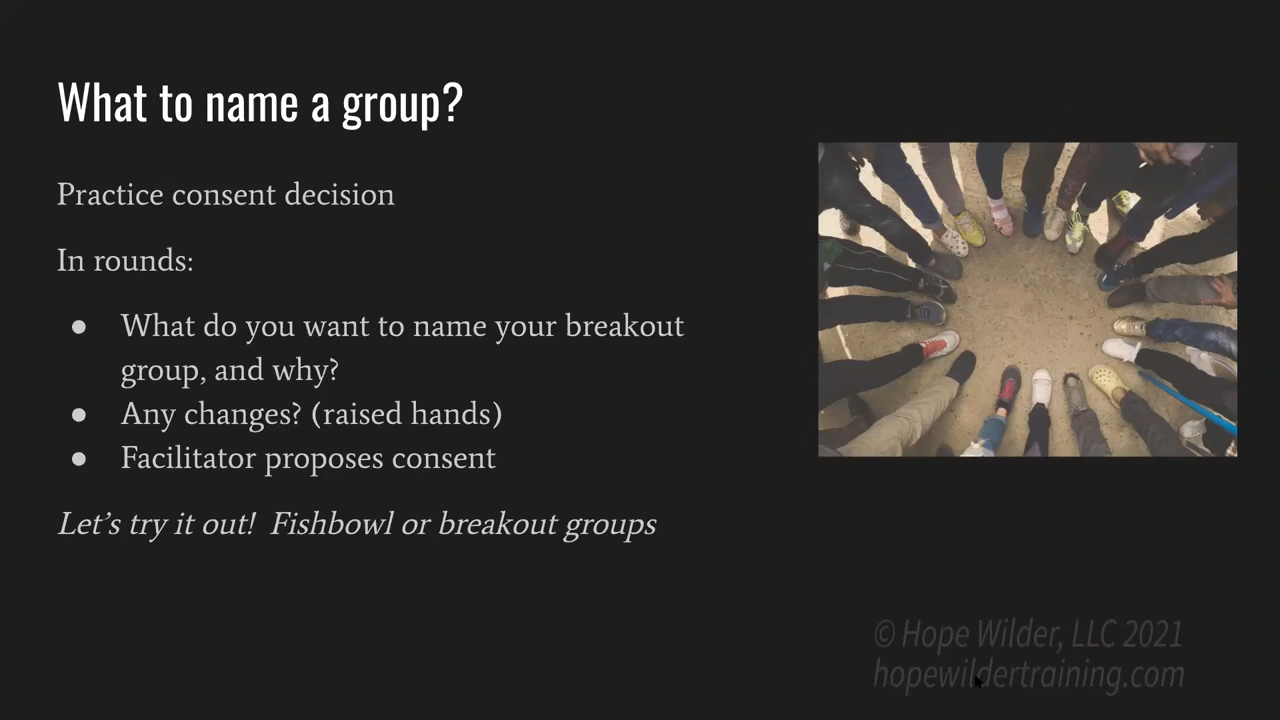 What to name a group?
Practice consent decision
In rounds:
● What do you want to name your breakout
group, and why?
● Any changes? (raised hands)
● Facilitator proposes consent
Let’s try it out!  Fishbowl or breakout groups
© Hope Wilder, LLC 2021
hopewildertraining.com